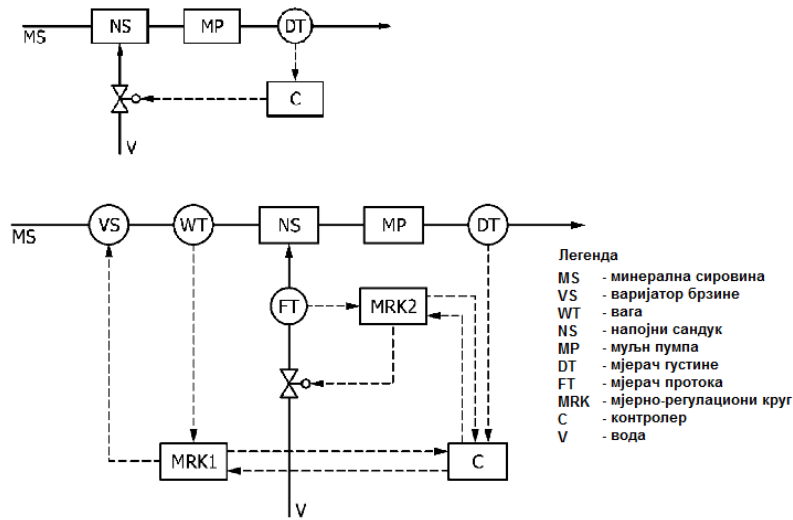 MS
NS
MP
DT
C
V
MS
VS
WT
NS
MP
DT
FT
MRK2
MRK1
C
V
Легенда
MS - минерална сировина
VS - варијатор брзине
WT - вага
NS - напојни сандук
MP - муљн пумпа
DT - мјерач густине
FT - мјерач протока
MRK - мјерно-регулациони круг
C - контролер
V - вода